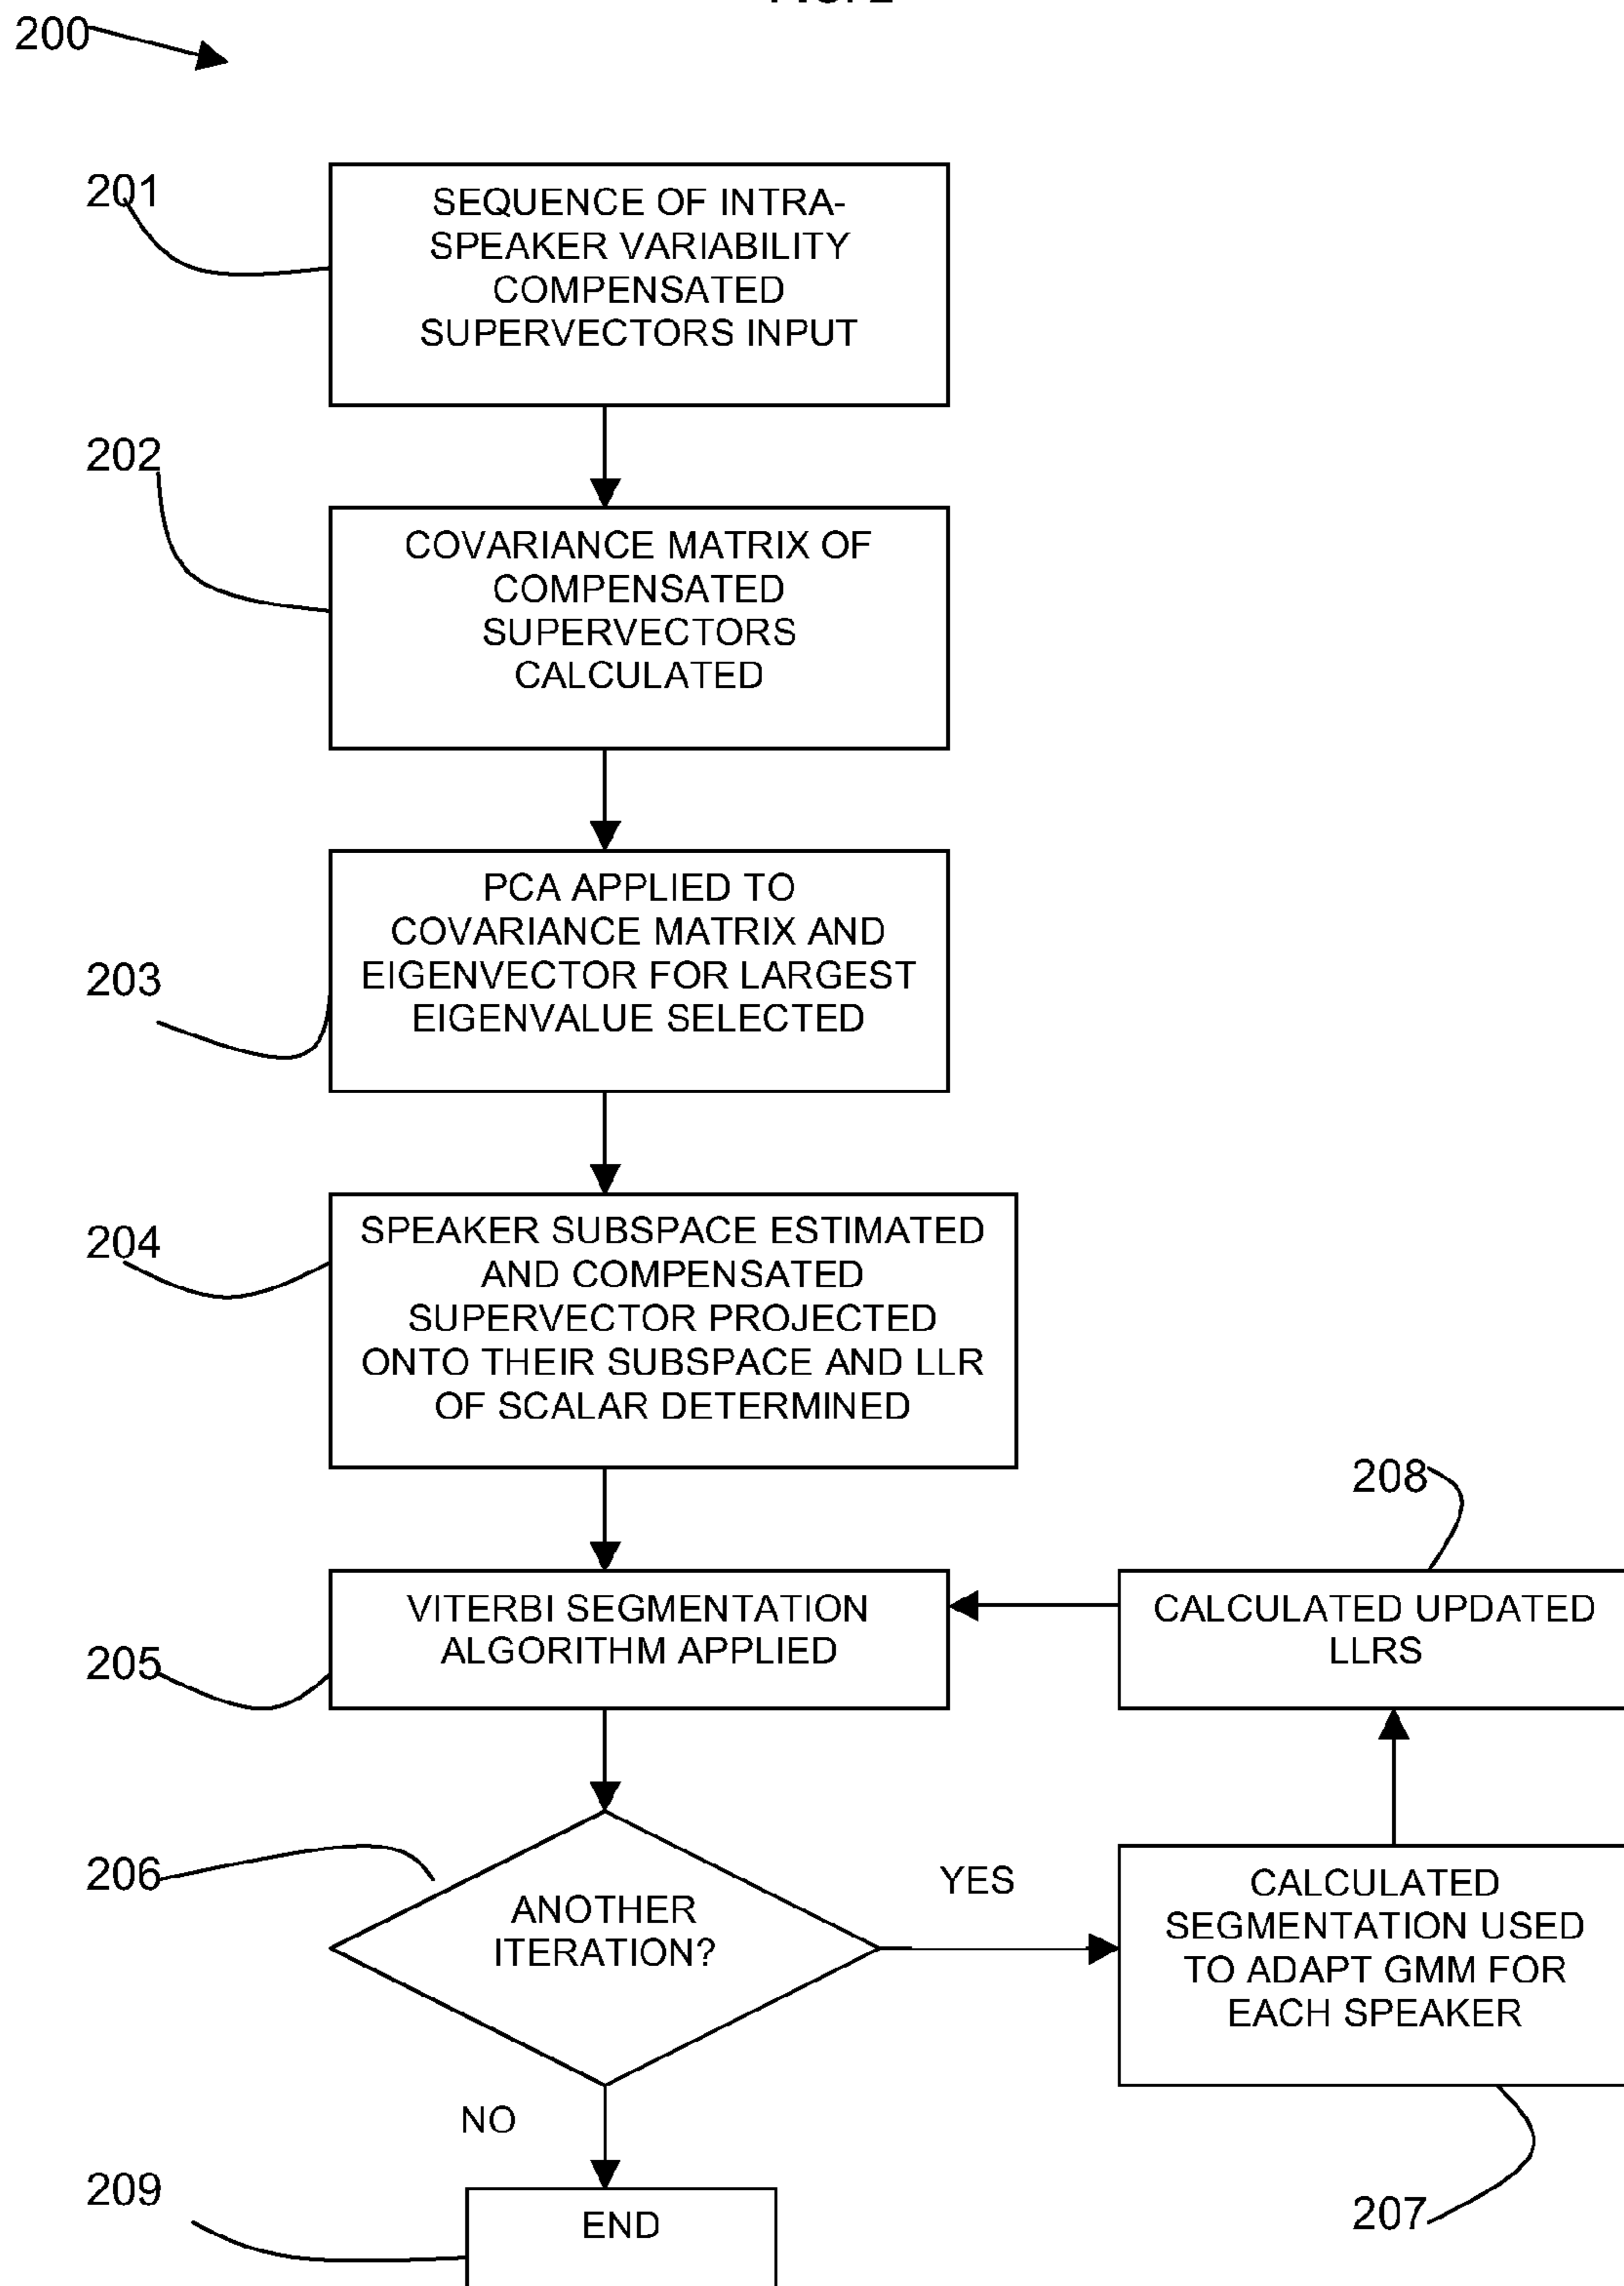 200
201
SEQUENCE OF INTRA-
SPEAKER VARIABILITY
COMPENSATED
SUPERVECTORS INPUT
202
COVARIANCE MATRIX OF
COMPENSATED
SUPERVECTORS
CALCULATED
203
PCA APPLIED TO
COVARIANCE MATRIX AND
EIGENVECTOR FOR LARGEST
EIGENVALUE SELECTED
204
SPEAKER SUBSPACE ESTIMATED
AND COMPENSATED
SUPERVECTOR PROJECTED
ONTO THEIR SUBSPACE AND LLR
OF SCALAR DETERMINED
205
VITERBI SEGMENTATION
ALGORITHM APPLIED
208
CALCULATED UPDATED
LLRS
206
ANOTHER
ITERATION?
YES
CALCULATED
SEGMENTATION USED
TO ADAPT GMM FOR
EACH SPEAKER
207
NO
209
END